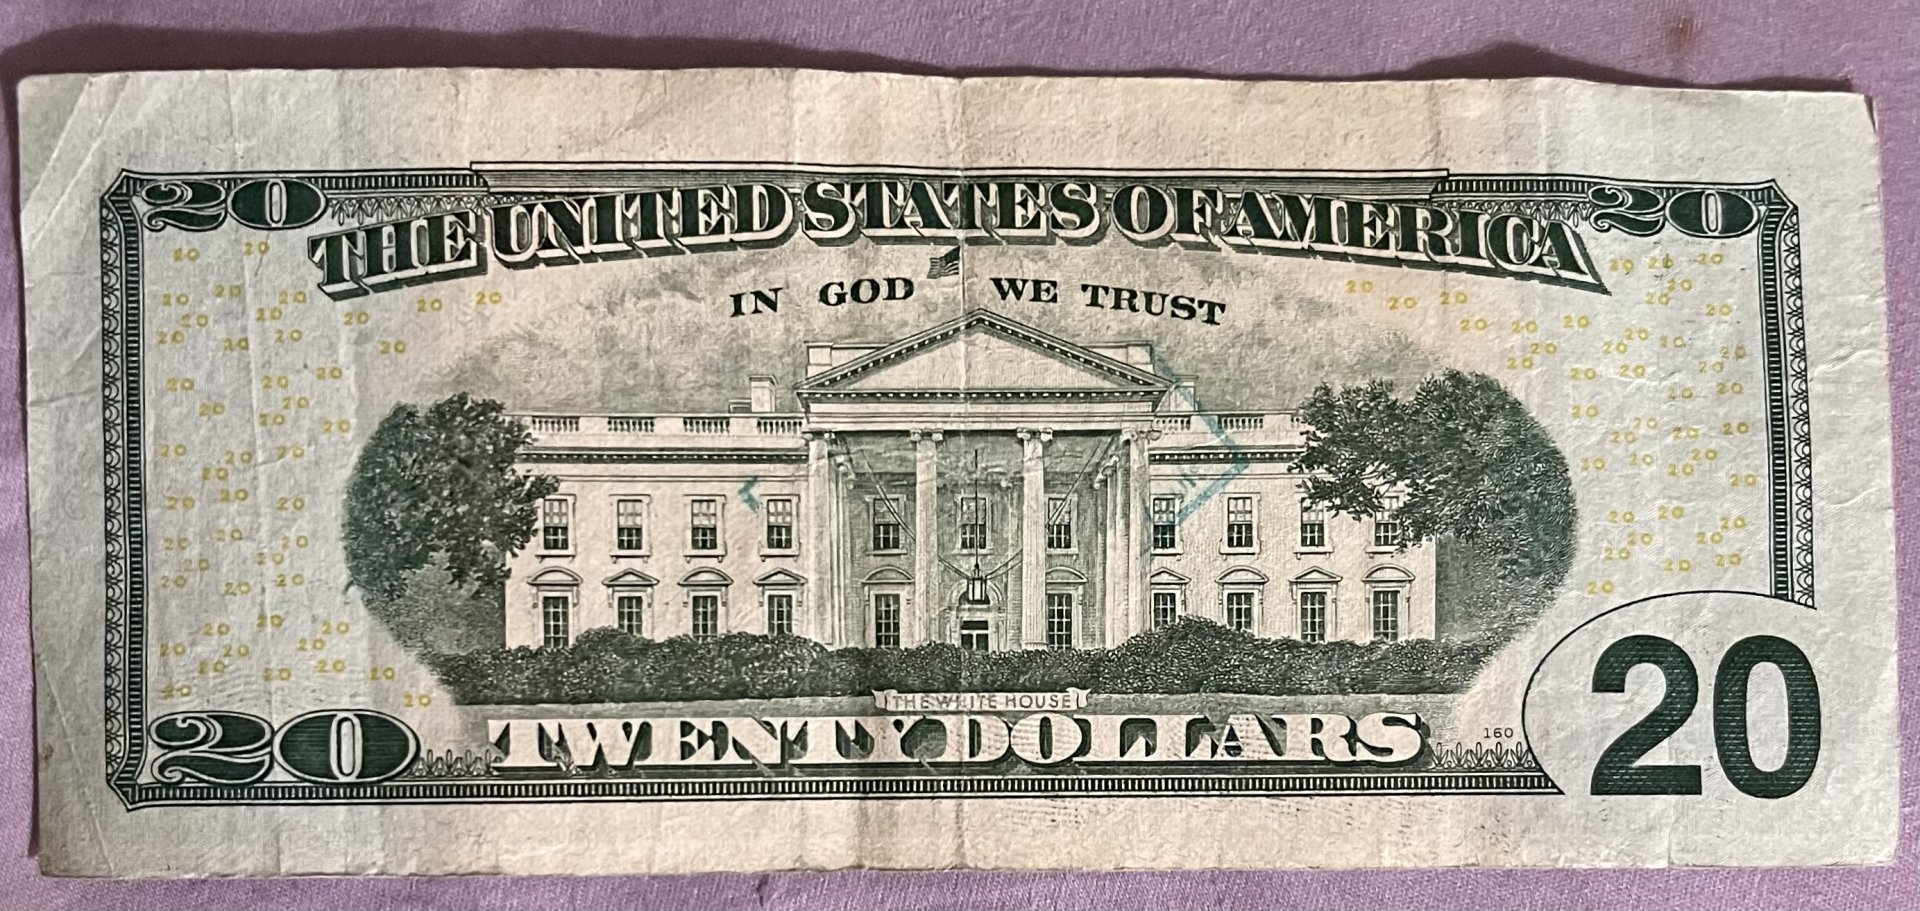 20 THE UNITED STATES OF AMERICA 20
IN GOD WE TRUST
THE WHITE HOUSE
20 TWENTY DOLLARS 160 20